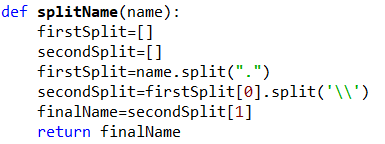 def splitName(name):
    firstSplit=[]
    secondSplit=[]
    firstSplit=name.split(".")
    secondSplit=firstSplit[0].split('\\')
    finalName=secondSplit[1]
    return finalName